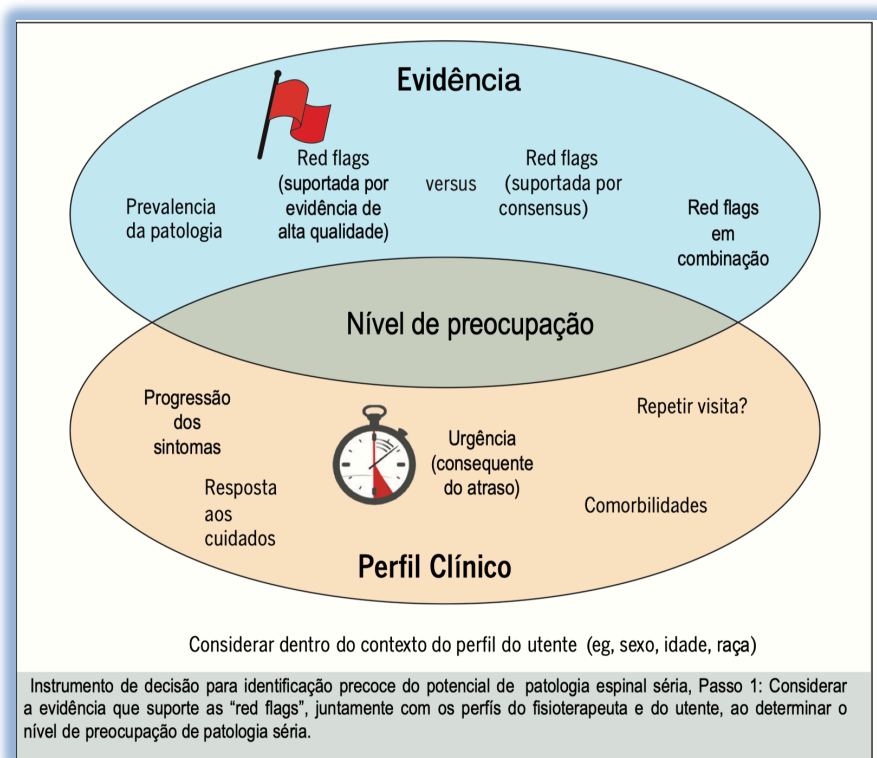 Evidência
Red flags
(suportada por
evidência de
alta qualidade)
versus
Red flags
(suportada por
consensus)
Prevalencia
da patologia
Red flags
em
combinação
Nível de preocupação
Progressão
dos
sintomas
Repetir visita?
Urgência
(consequente
do atraso)
Resposta
aos
cuidados
Comorbilidades
Perfil Clínico
Considerar dentro do contexto do perfil do utente (eg, sexo, idade, raça)
Instrumento de decisão para identificação precoce do potencial de patologia espinal séria, Passo 1: Considerar
a evidência que suporte as “red flags”, juntamente com os perfís do fisioterapeuta e do utente, ao determinar o
nível de preocupação de patologia séria.